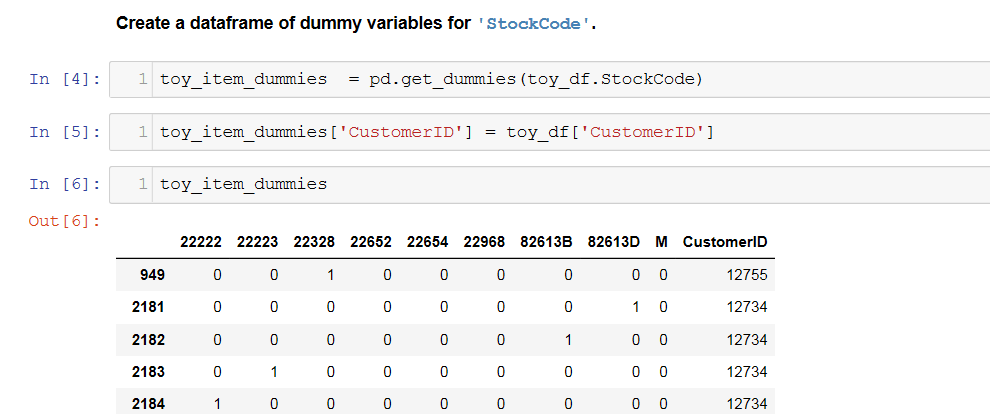 Create a dataframe of dummy variables for 'StockCode'.
In [4]: 1 toy_item_dummies  = pd.get_dummies(toy_df.StockCode)
In [5]: 1 toy_item_dummies['CustomerID'] = toy_df['CustomerID']
In [6]: 1 toy_item_dummies
Out[6]:
22222 22223 22328 22652 22654 22968 82613B 82613D M CustomerID
949 0 0 1 0 0 0 0 0 0 12755
2181 0 0 0 0 0 0 0 1 0 12734
2182 0 0 0 0 0 0 1 0 0 12734
2183 0 1 0 0 0 0 0 0 0 12734
2184 1 0 0 0 0 0 0 0 0 12734